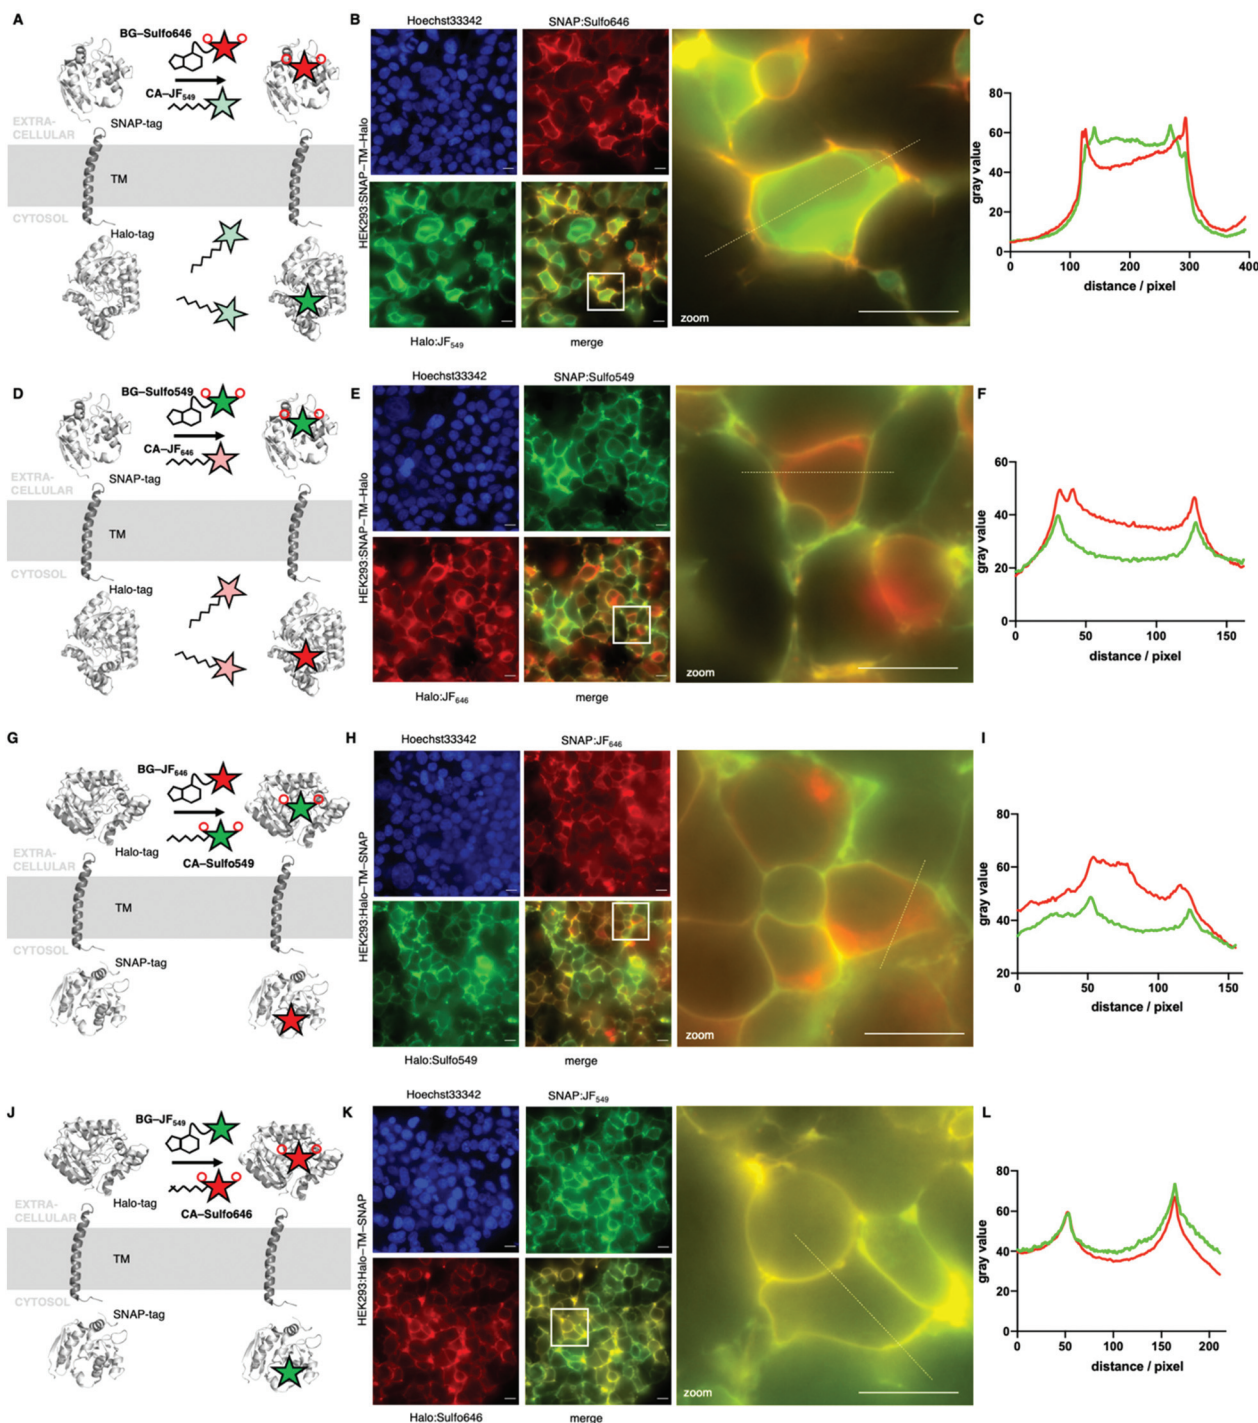 A
BG–Sulfo646
CA–JF549
EXTRA-
CELLULAR
SNAP-tag
TM
CYTOSOL
Halo-tag
B
Hoechst33342
SNAP:Sulfo646
HEK293:SNAP–TM–Halo
Halo:JF549
merge
zoom
C
80
60
40
20
0
gray value
0 100 200 300 400
distance / pixel
D
BG–Sulfo549
CA–JF646
EXTRA-
CELLULAR
SNAP-tag
TM
CYTOSOL
Halo-tag
E
Hoechst33342
SNAP:Sulfo549
HEK293:SNAP–TM–Halo
Halo:JF646
merge
zoom
F
60
40
20
0
gray value
0 50 100 150
distance / pixel
G
BG–JF646
CA–Sulfo549
Halo-tag
EXTRA-
CELLULAR
TM
CYTOSOL
SNAP-tag
H
Hoechst33342
SNAP:JF646
HEK293:Halo–TM–SNAP
Halo:Sulfo549
merge
zoom
I
80
60
40
20
gray value
0 50 100 150
distance / pixel
J
BG–JF549
CA–Sulfo646
Halo-tag
EXTRA-
CELLULAR
TM
CYTOSOL
SNAP-tag
K
Hoechst33342
SNAP:JF549
HEK293:Halo–TM–SNAP
Halo:Sulfo646
merge
zoom
L
80
60
40
20
0
gray value
0 50 100 150 200
distance / pixel